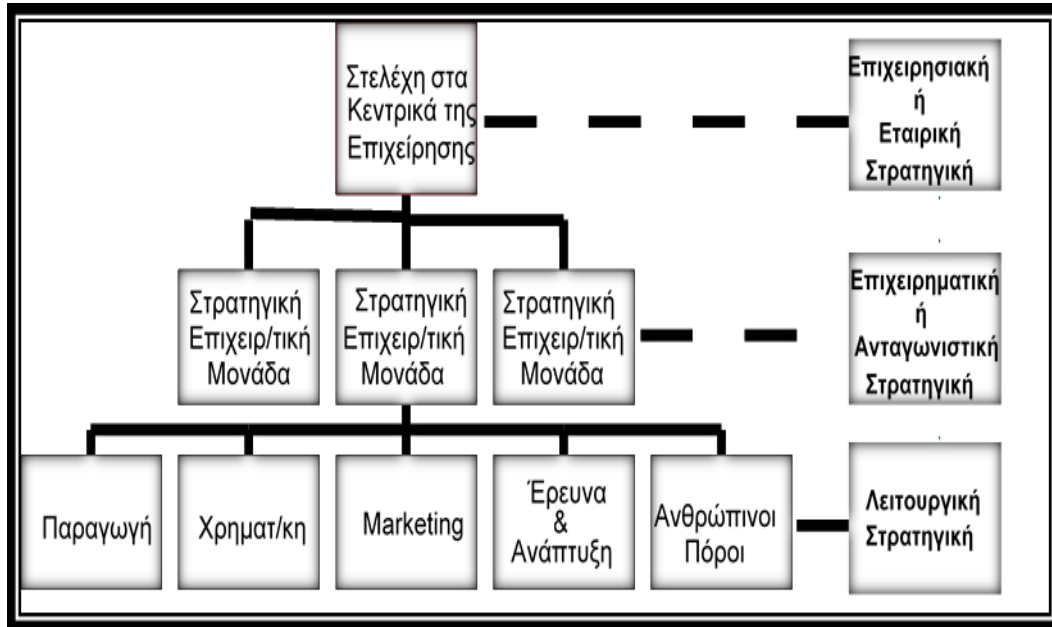 Στελέχη στα
Κεντρικά της
Επιχείρησης
Επιχειρησιακή
ή
Εταιρική
Στρατηγική
Στρατηγική
Επιχειρ/τική
Μονάδα
Στρατηγική
Επιχειρ/τική
Μονάδα
Στρατηγική
Επιχειρ/τική
Μονάδα
Επιχειρηματική
ή
Ανταγωνιστική
Στρατηγική
Παραγωγή
Χρηματ/κη
Marketing
Έρευνα
&
Ανάπτυξη
Ανθρώπινοι
Πόροι
Λειτουργική
Στρατηγική